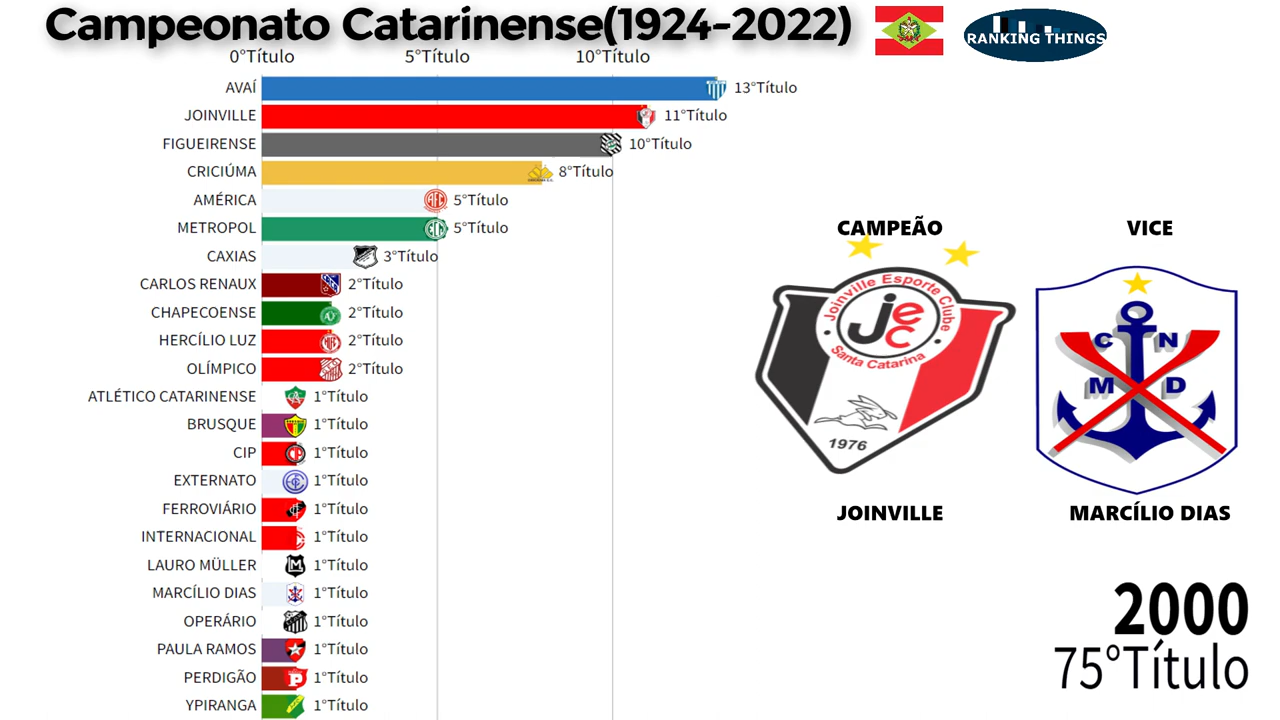 Campeonato Catarinense(1924-2022)
RANKING THINGS
0°Título 5°Título 10°Título
AVAÍ 13°Título
JOINVILLE 11°Título
FIGUEIRENSE 10°Título
CRICIÚMA 8°Título
AMÉRICA 5°Título
METROPOL 5°Título
CAXIAS 3°Título
CARLOS RENAUX 2°Título
CHAPECOENSE 2°Título
HERCÍLIO LUZ 2°Título
OLÍMPICO 2°Título
ATLÉTICO CATARINENSE 1°Título
BRUSQUE 1°Título
CIP 1°Título
EXTERNATO 1°Título
FERROVIÁRIO 1°Título
INTERNACIONAL 1°Título
LAURO MÜLLER 1°Título
MARCÍLIO DIAS 1°Título
OPERÁRIO 1°Título
PAULA RAMOS 1°Título
PERDIGÃO 1°Título
YPIRANGA 1°Título
CAMPEÃO
Joinville Esporte Clube
jec
Santa Catarina
1976
JOINVILLE
VICE
C N
M D
MARCÍLIO DIAS
2000
75°Título